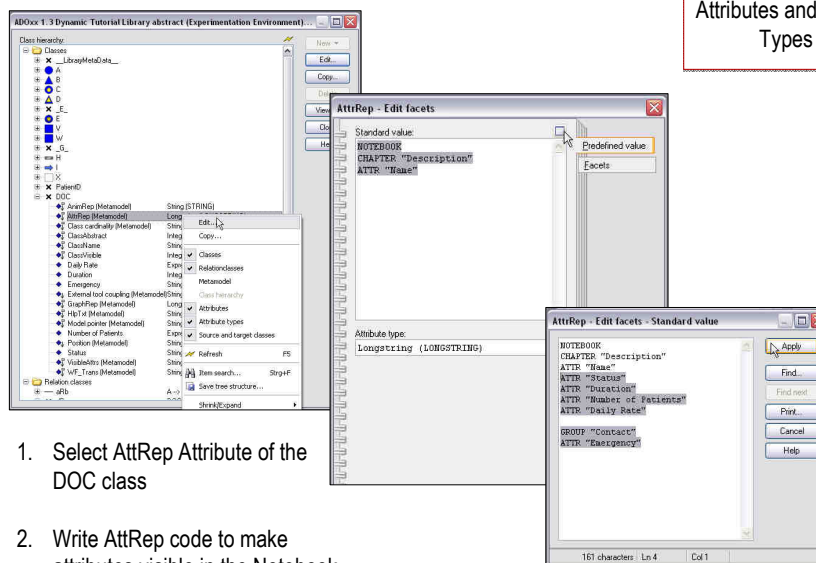 Attributes and
Types
ADOxx 1.3 Dynamic Tutorial Library abstract (Experimentation Environment)...
Class hierarchy:
Classes
__LibraryMetaData__
A
B
C
D
_E_
E
V
W
_G_
H
I
X
PatientID
DOC
AnimRep (Metamodel) String (STRING)
AttrRep (Metamodel) Long
Class cardinality (Metamodel) String
ClassAbstract Integ
ClassName String
ClassVisible Integ
Daily Rate Expre
Duration Integ
Emergency String
External tool coupling (Metamodel) String
GraphRep (Metamodel) Long
HlpTxt (Metamodel) String
Model pointer (Metamodel) String
Number of Patients Expre
Position (Metamodel) String
Status String
VisibleAttrs (Metamodel) String
WF_Trans (Metamodel) String
Relation classes
aRb A ->
New
Edit...
Copy...
View
Clo
He
Edit...
Copy...
Classes
Relationclasses
Metamodel
Class hierarchy
Attributes
Attribute types
Source and target classes
Refresh F5
Item search... Strg+F
Save tree structure...
Shrink/Expand
AttrRep - Edit facets
Standard value:
NOTEBOOK
CHAPTER "Description"
ATTR "Name"
Predefined value
Facets
Attribute type:
Longstring (LONGSTRING)
AttrRep - Edit facets - Standard value
NOTEBOOK
CHAPTER "Description"
ATTR "Name"
ATTR "Status"
ATTR "Duration"
ATTR "Number of Patients"
ATTR "Daily Rate"
GROUP "Contact"
ATTR "Emergency"
Apply
Find...
Find next
Print...
Cancel
Help
161 characters Ln 4 Col 1
1. Select AttRep Attribute of the
DOC class
2. Write AttRep code to make
attributes visible in the Notebook